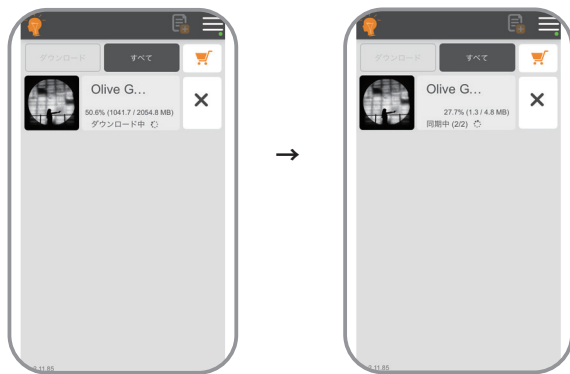 ダウンロード
すべて
Olive G...
50.6% (1041.7 / 2054.8 MB)
ダウンロード中
→
ダウンロード
すべて
Olive G...
27.7% (1.3 / 4.8 MB)
同期中 (2/2)